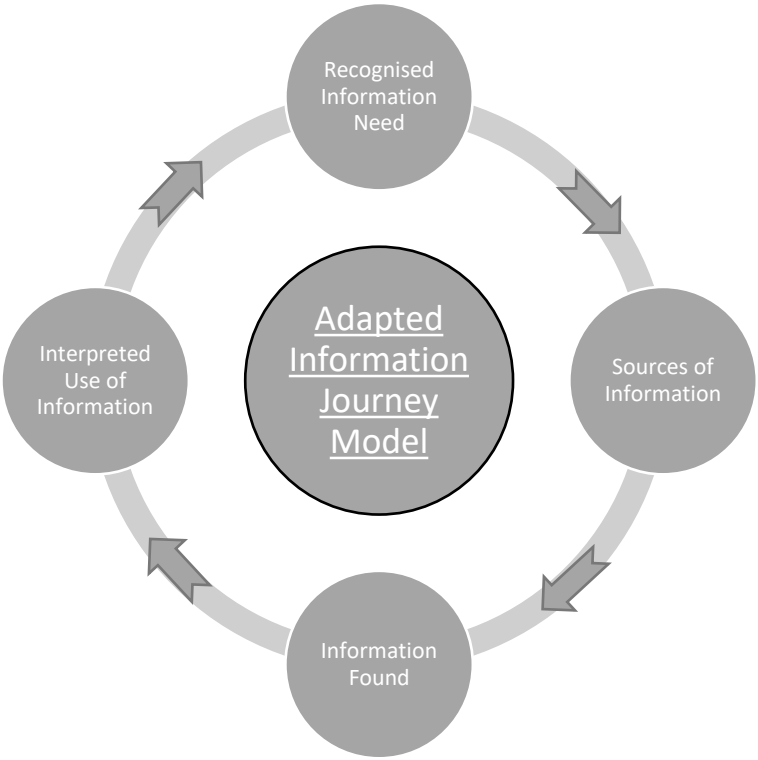 Recognised
Information
Need
Sources of
Information
Information
Found
Interpreted
Use of
Information
Adapted
Information
Journey
Model